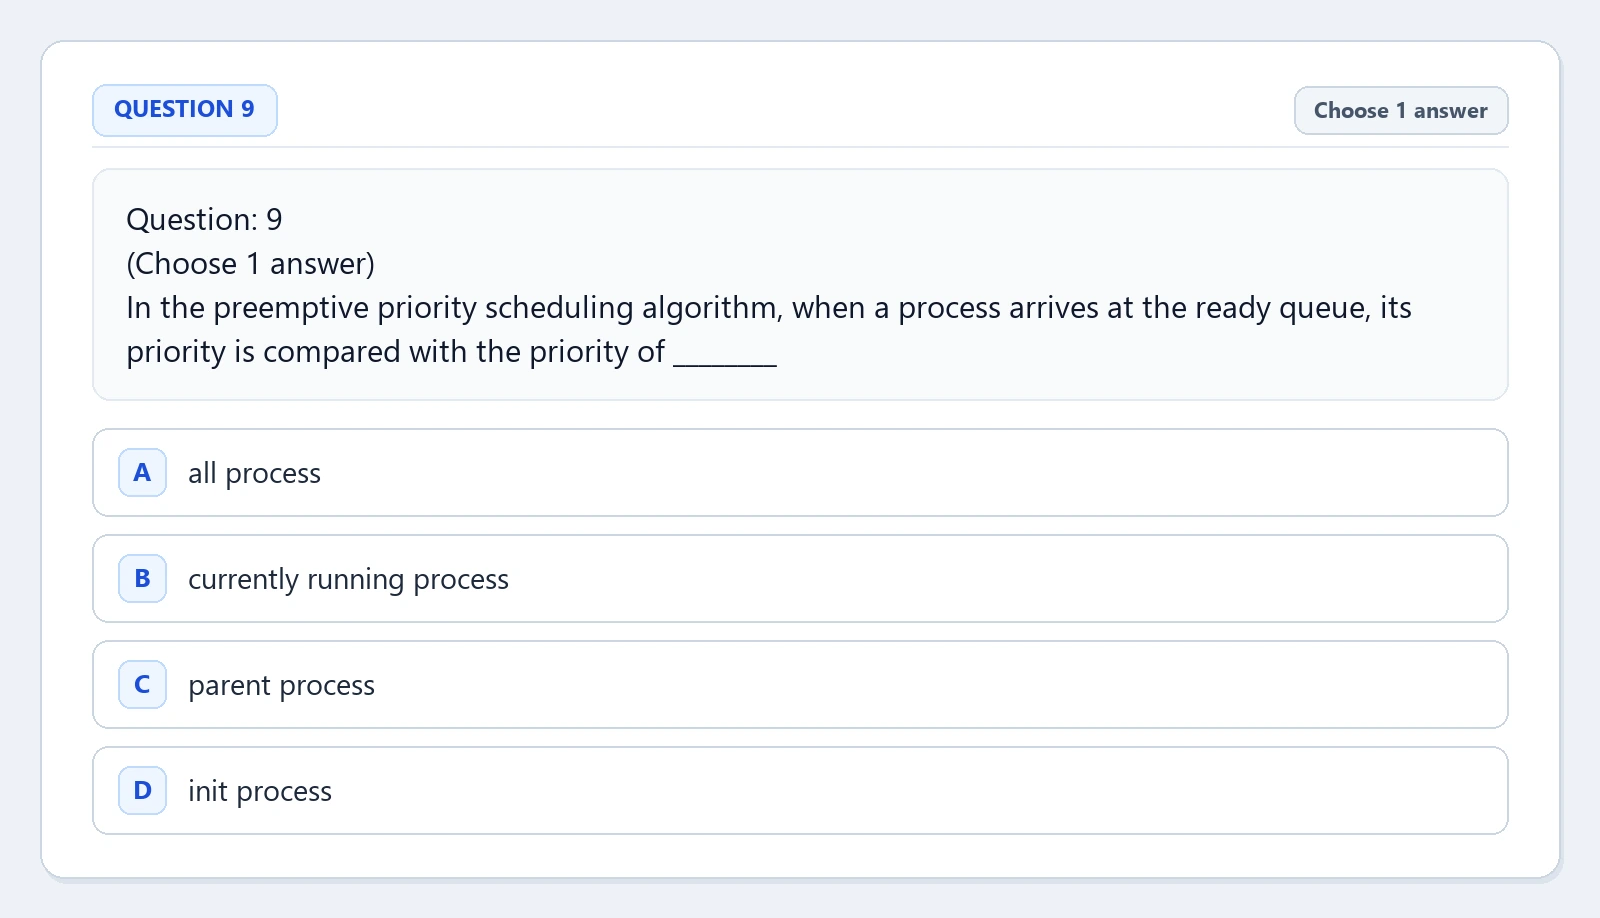 QUESTION 9
Choose 1 answer
Question: 9
(Choose 1 answer)
In the preemptive priority scheduling algorithm, when a process arrives at the ready queue, its
priority is compared with the priority of ________
A all process
B currently running process
C parent process
D init process